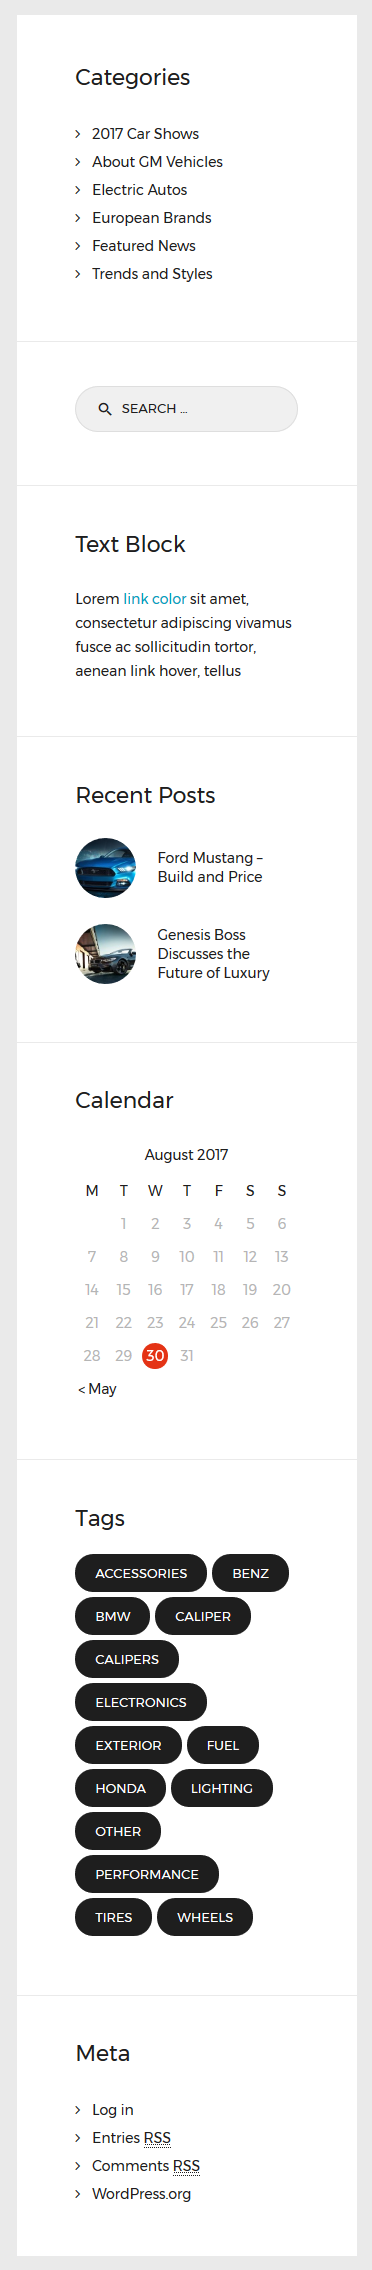 Categories
2017 Car Shows
About GM Vehicles
Electric Autos
European Brands
Featured News
Trends and Styles
SEARCH ...
Text Block
Lorem link color sit amet,
consectetur adipiscing vivamus
fusce ac sollicitudin tortor,
aenean link hover, tellus
Recent Posts
Ford Mustang –
Build and Price
Genesis Boss
Discusses the
Future of Luxury
Calendar
August 2017
M T W T F S S
1 2 3 4 5 6
7 8 9 10 11 12 13
14 15 16 17 18 19 20
21 22 23 24 25 26 27
28 29 30 31
< May
Tags
ACCESSORIES BENZ
BMW CALIPER
CALIPERS
ELECTRONICS
EXTERIOR FUEL
HONDA LIGHTING
OTHER
PERFORMANCE
TIRES WHEELS
Meta
Log in
Entries RSS
Comments RSS
WordPress.org